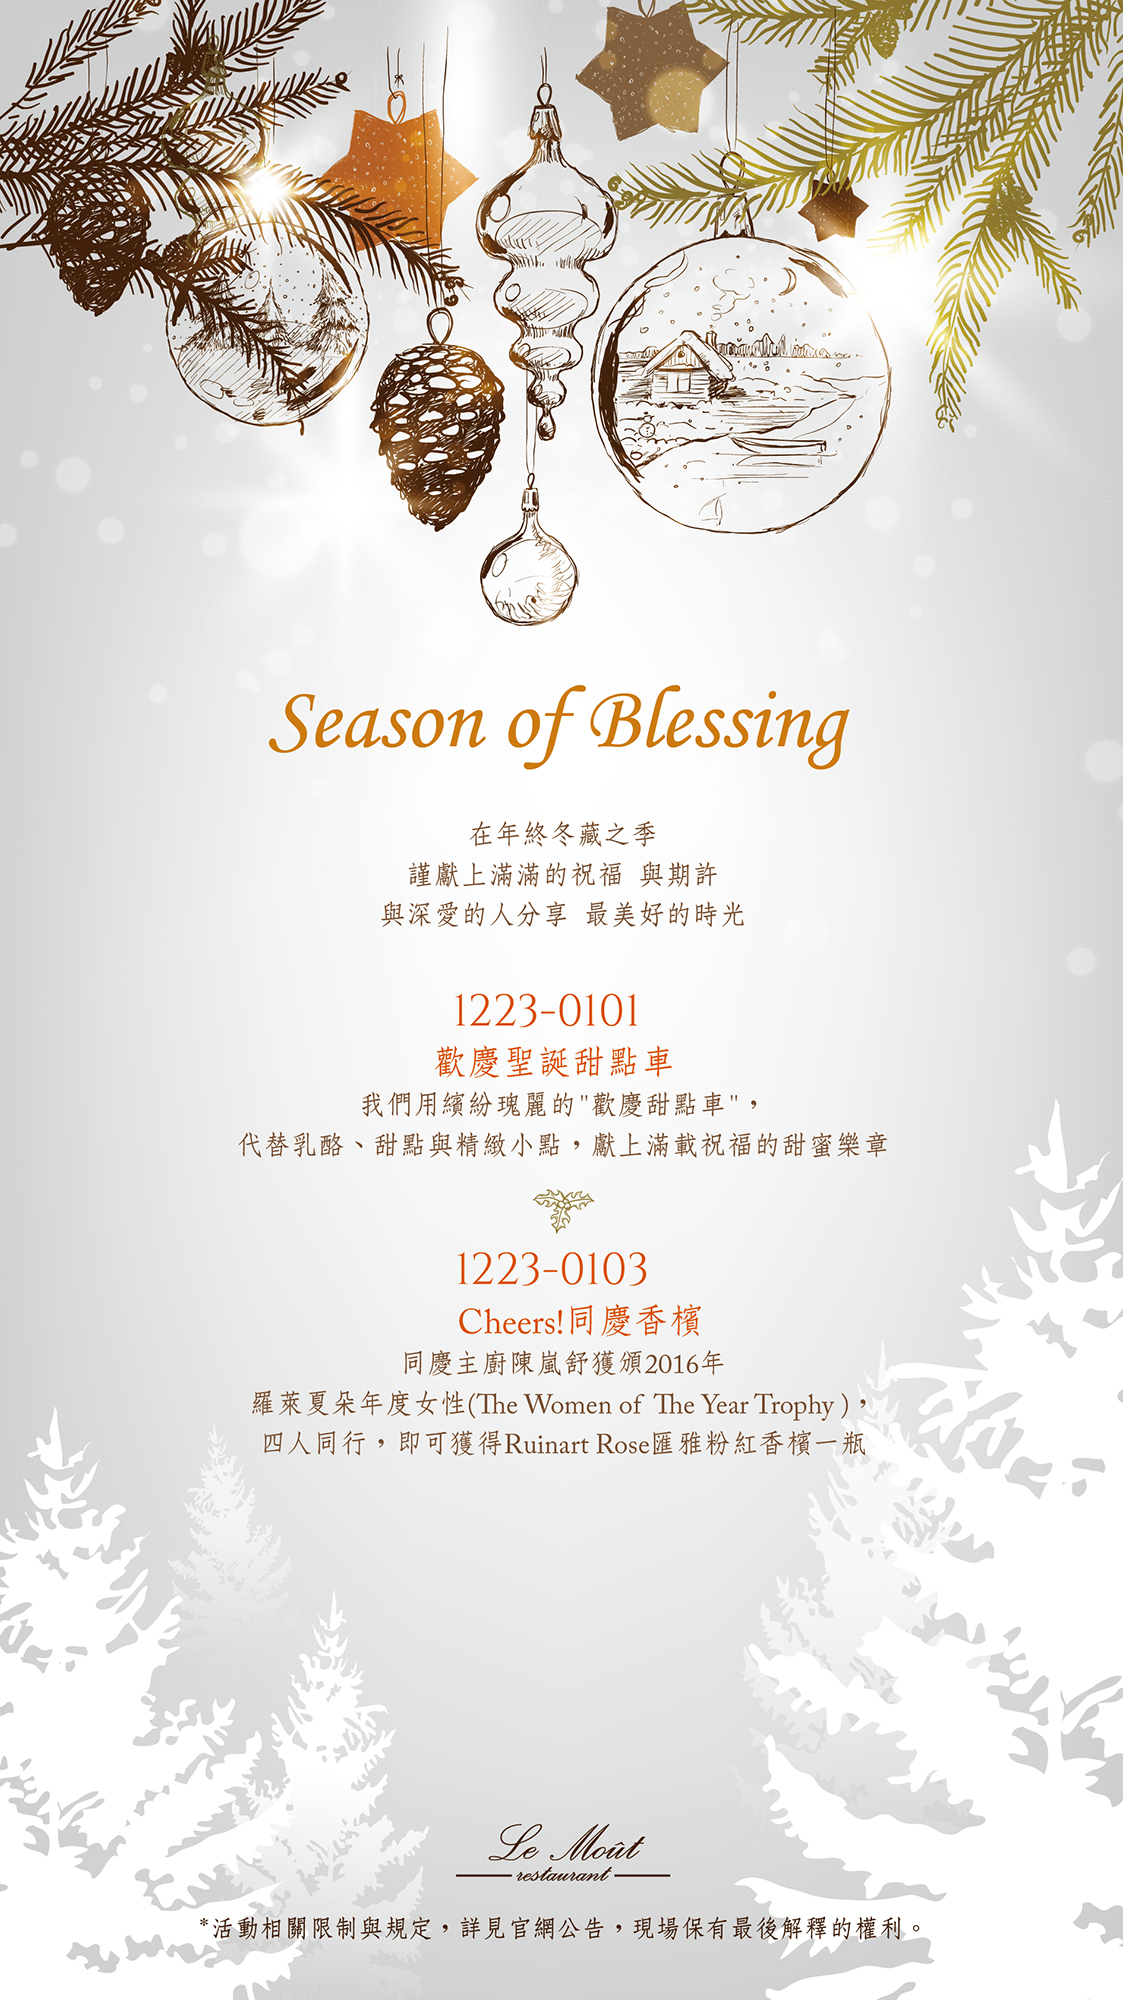 Season of Blessing
在年終冬藏之季
謹獻上滿滿的祝福 與期許
與深愛的人分享 最美好的時光
1223-0101
歡慶聖誕甜點車
我們用繽紛瑰麗的"歡慶甜點車"，
代替乳酪、甜點與精緻小點，獻上滿載祝福的甜蜜樂章
1223-0103
Cheers!同慶香檳
同慶主廚陳嵐舒獲頒2016年
羅萊夏朵年度女性(The Women of The Year Trophy )，
四人同行，即可獲得Ruinart Rose匯雅粉紅香檳一瓶
Le Moût
restaurant
*活動相關限制與規定，詳見官網公告，現場保有最後解釋的權利。